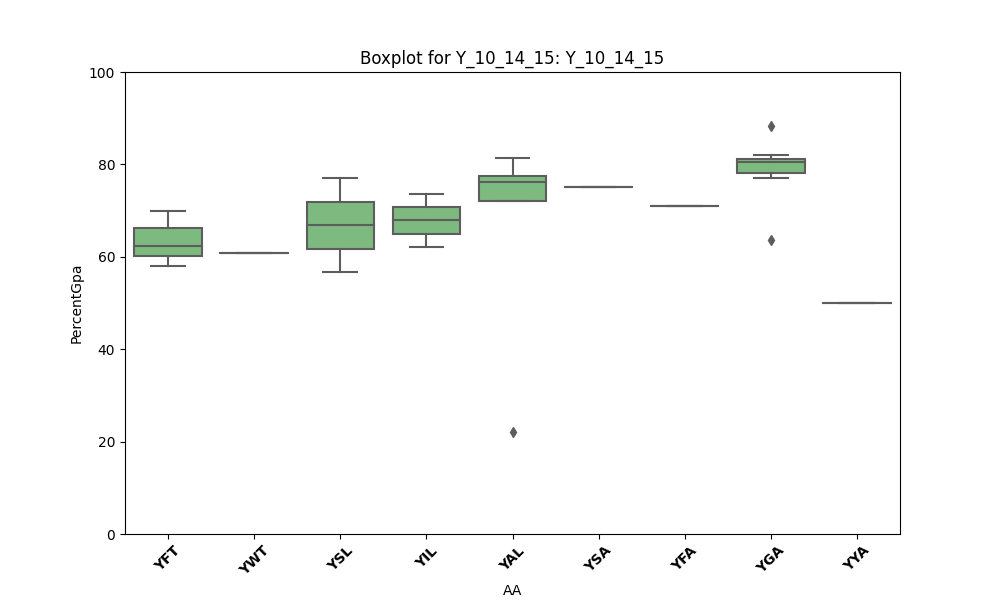 Boxplot for Y_10_14_15: Y_10_14_15
100
80
60
40
20
0
PercentGpa
YFT YWT YSL YIL YAL YSA YFA YGA YYA
AA